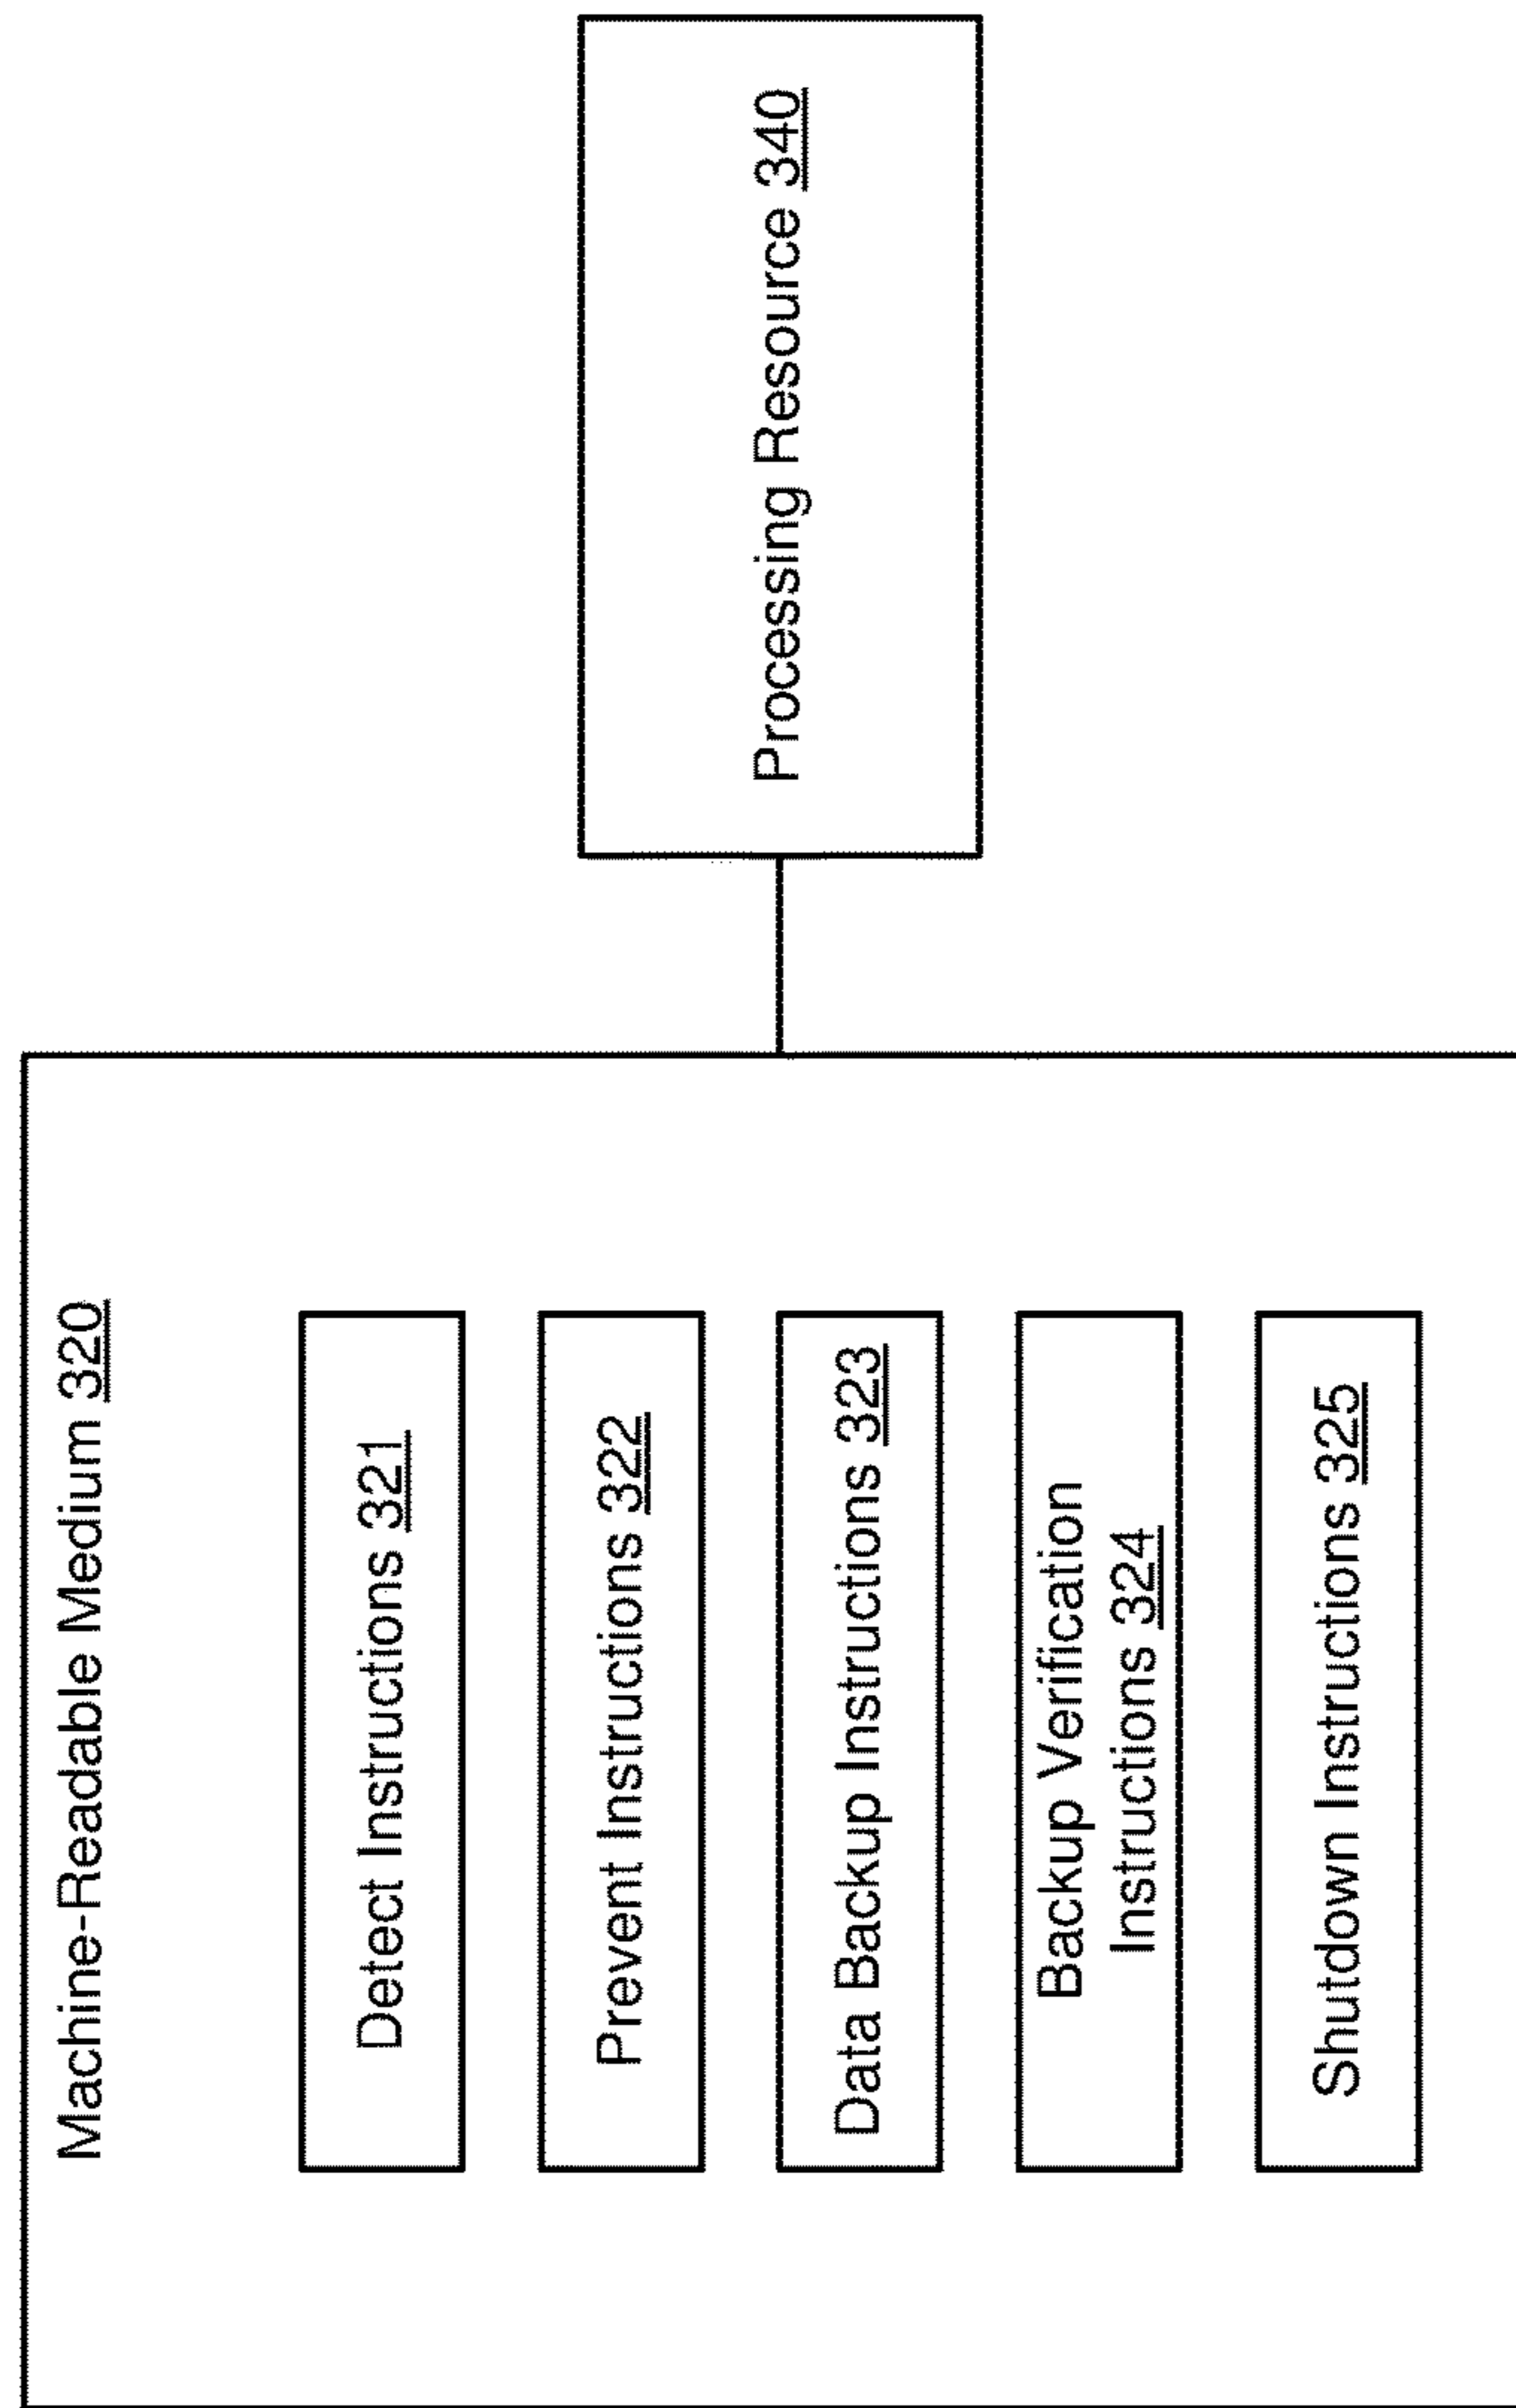 Machine-Readable Medium 320
Detect Instructions 321
Prevent Instructions 322
Data Backup Instructions 323
Backup Verification
Instructions 324
Shutdown Instructions 325
Processing Resource 340